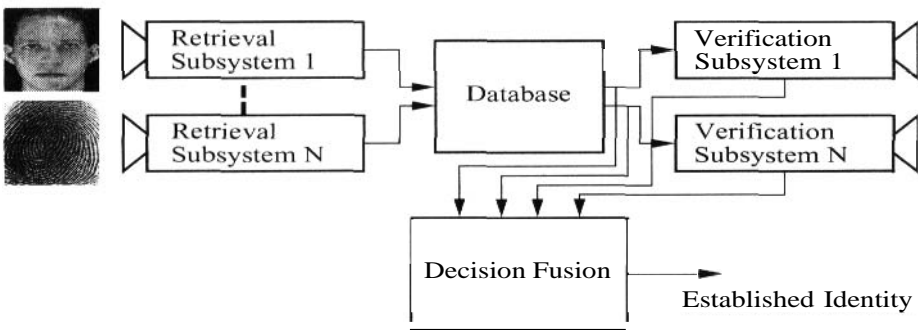 Retrieval
Subsystem 1
Retrieval
Subsystem N
Database
Verification
Subsystem 1
Verification
Subsystem N
Decision Fusion
Established Identity